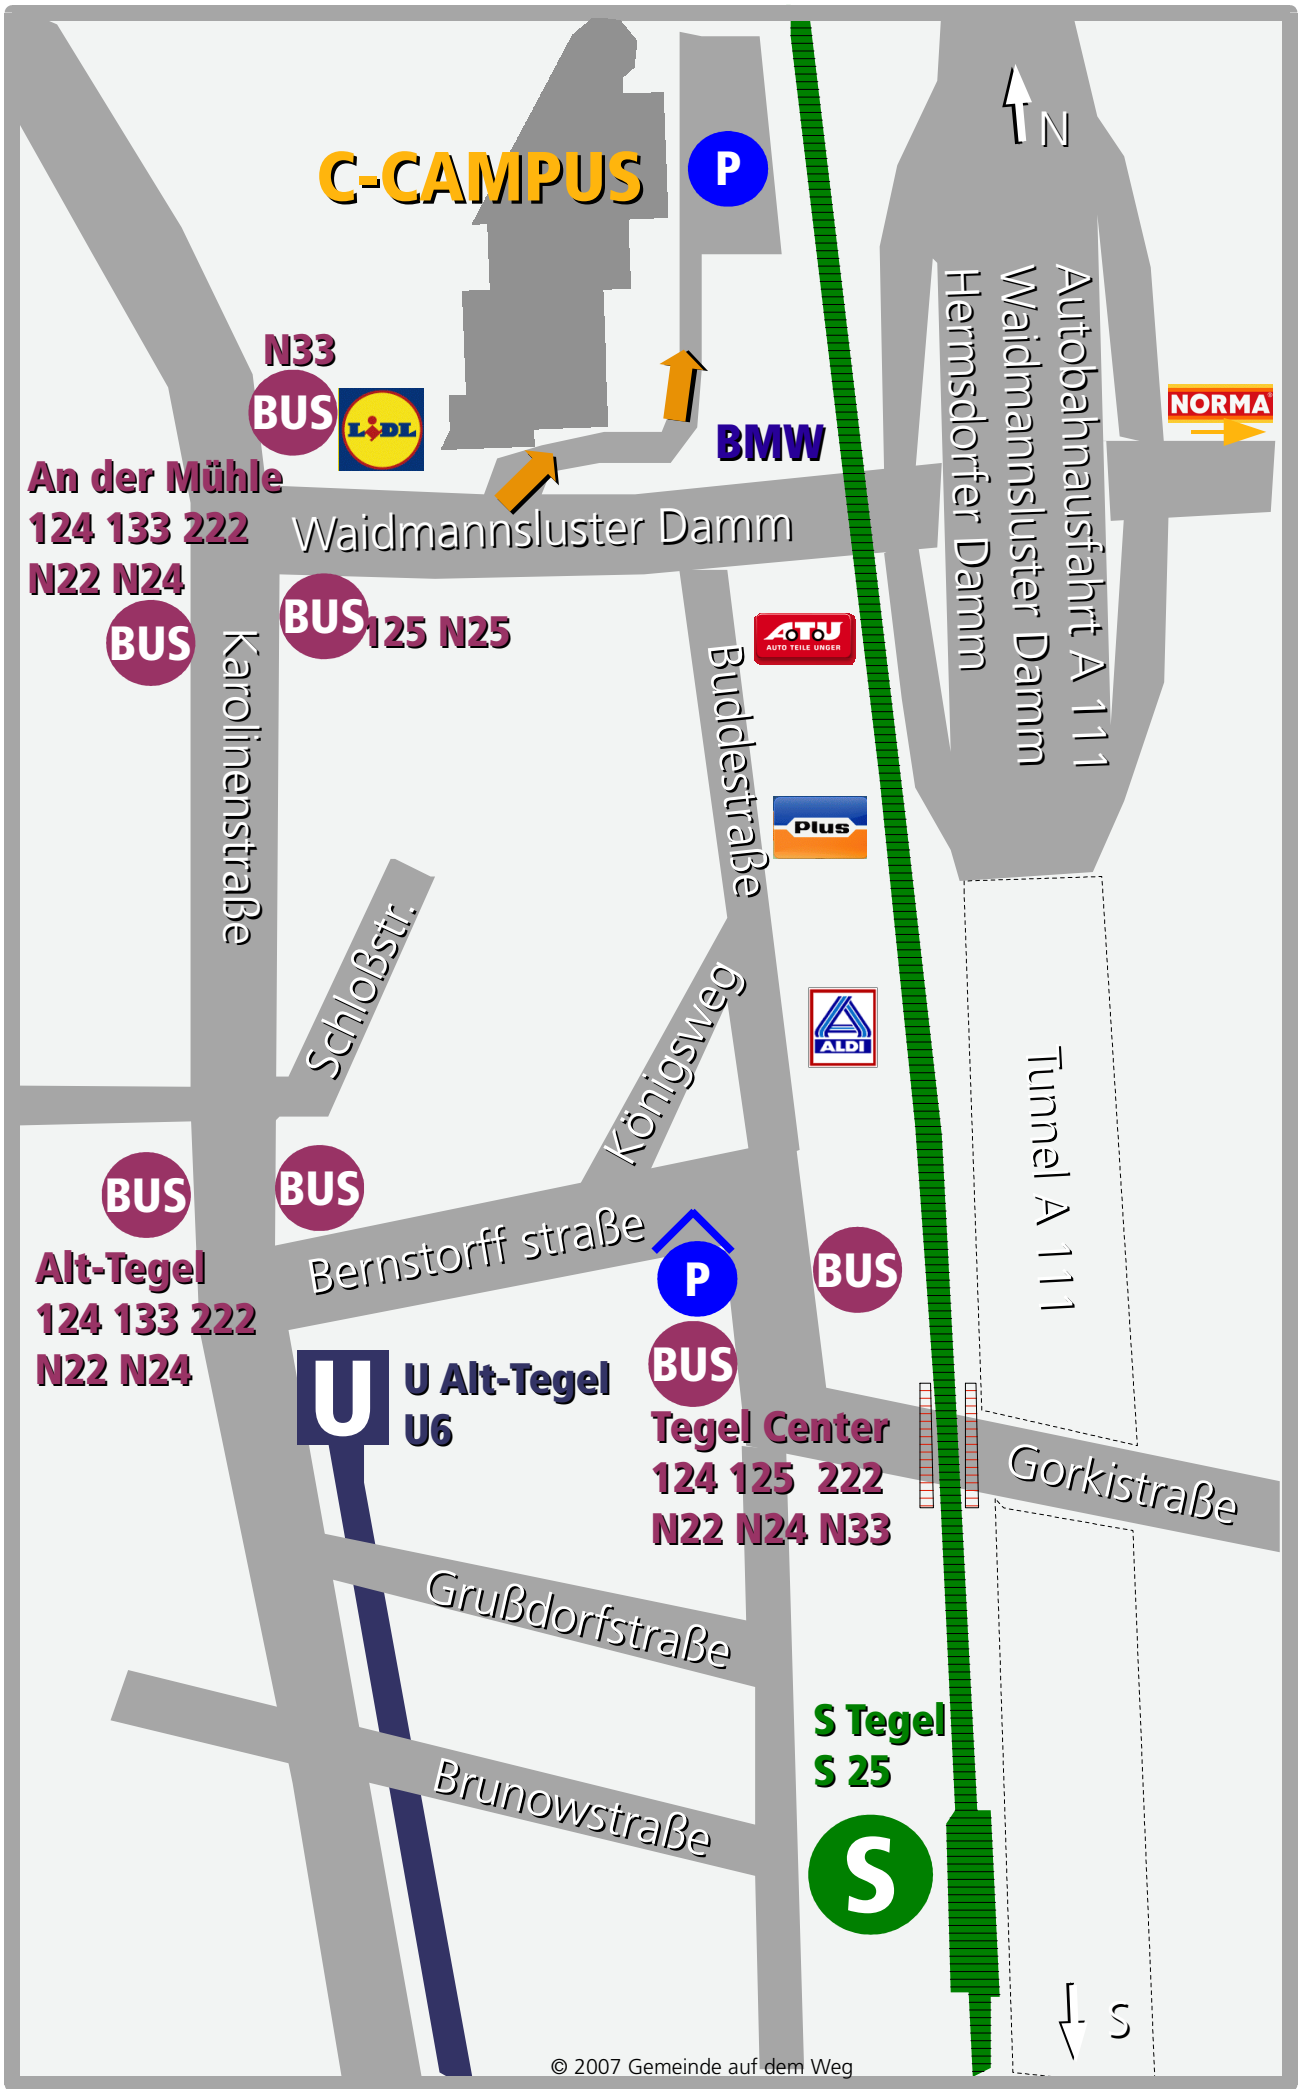 N
C-CAMPUS
P
Autobahnausfahrt A 111
Waidmannsluster Damm
Hermsdorfer Damm
N33
BUS
LIDL
NORMA
BMW
An der Mühle
124 133 222
N22 N24
BUS
Waidmannsluster Damm
BUS
125 N25
ATU
AUTO TEILE UNGER
Karolinenstraße
Buddestraße
Plus
Schloßstr.
Königsweg
ALDI
Tunnel A 111
BUS
BUS
Alt-Tegel
124 133 222
N22 N24
Bernstorff straße
P
BUS
BUS
Tegel Center
124 125  222
N22 N24 N33
U
U Alt-Tegel
U6
Gorkistraße
Grußdorfstraße
Brunowstraße
S Tegel
S 25
S
S
© 2007 Gemeinde auf dem Weg